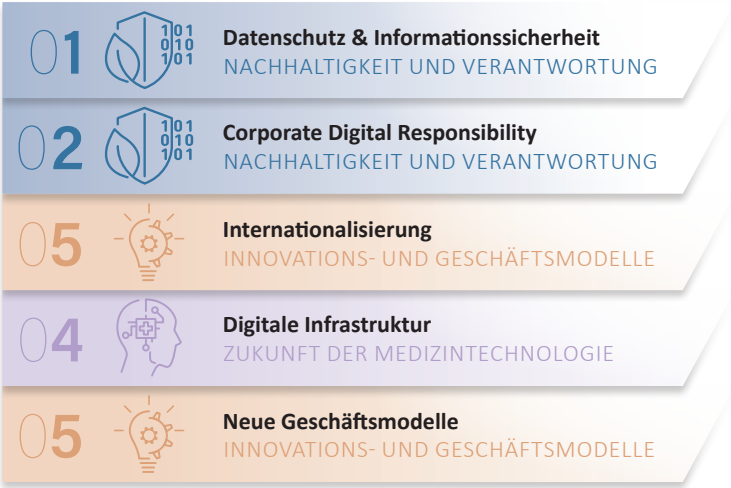 01
101
010
101
Datenschutz & Informationssicherheit
NACHHALTIGKEIT UND VERANTWORTUNG
02
101
010
101
Corporate Digital Responsibility
NACHHALTIGKEIT UND VERANTWORTUNG
05
Internationalisierung
INNOVATIONS- UND GESCHÄFTSMODELLE
04
Digitale Infrastruktur
ZUKUNFT DER MEDIZINTECHNOLOGIE
05
Neue Geschäftsmodelle
INNOVATIONS- UND GESCHÄFTSMODELLE